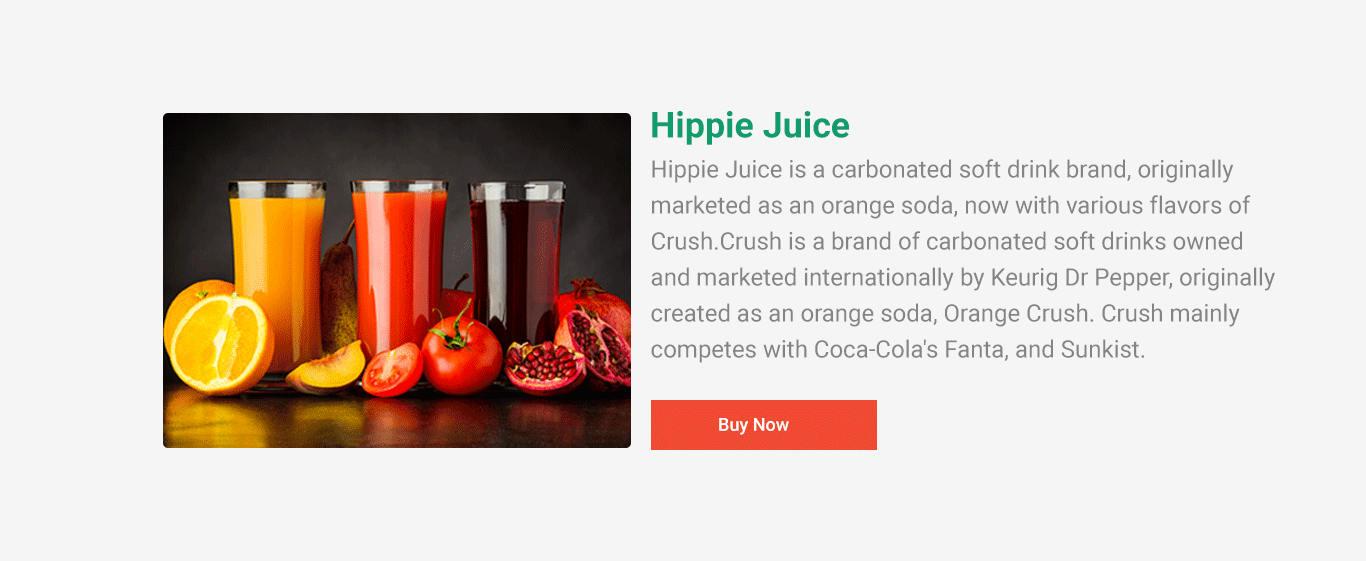 Hippie Juice
Hippie Juice is a carbonated soft drink brand, originally
marketed as an orange soda, now with various flavors of
Crush.Crush is a brand of carbonated soft drinks owned
and marketed internationally by Keurig Dr Pepper, originally
created as an orange soda, Orange Crush. Crush mainly
competes with Coca-Cola's Fanta, and Sunkist.
Buy Now